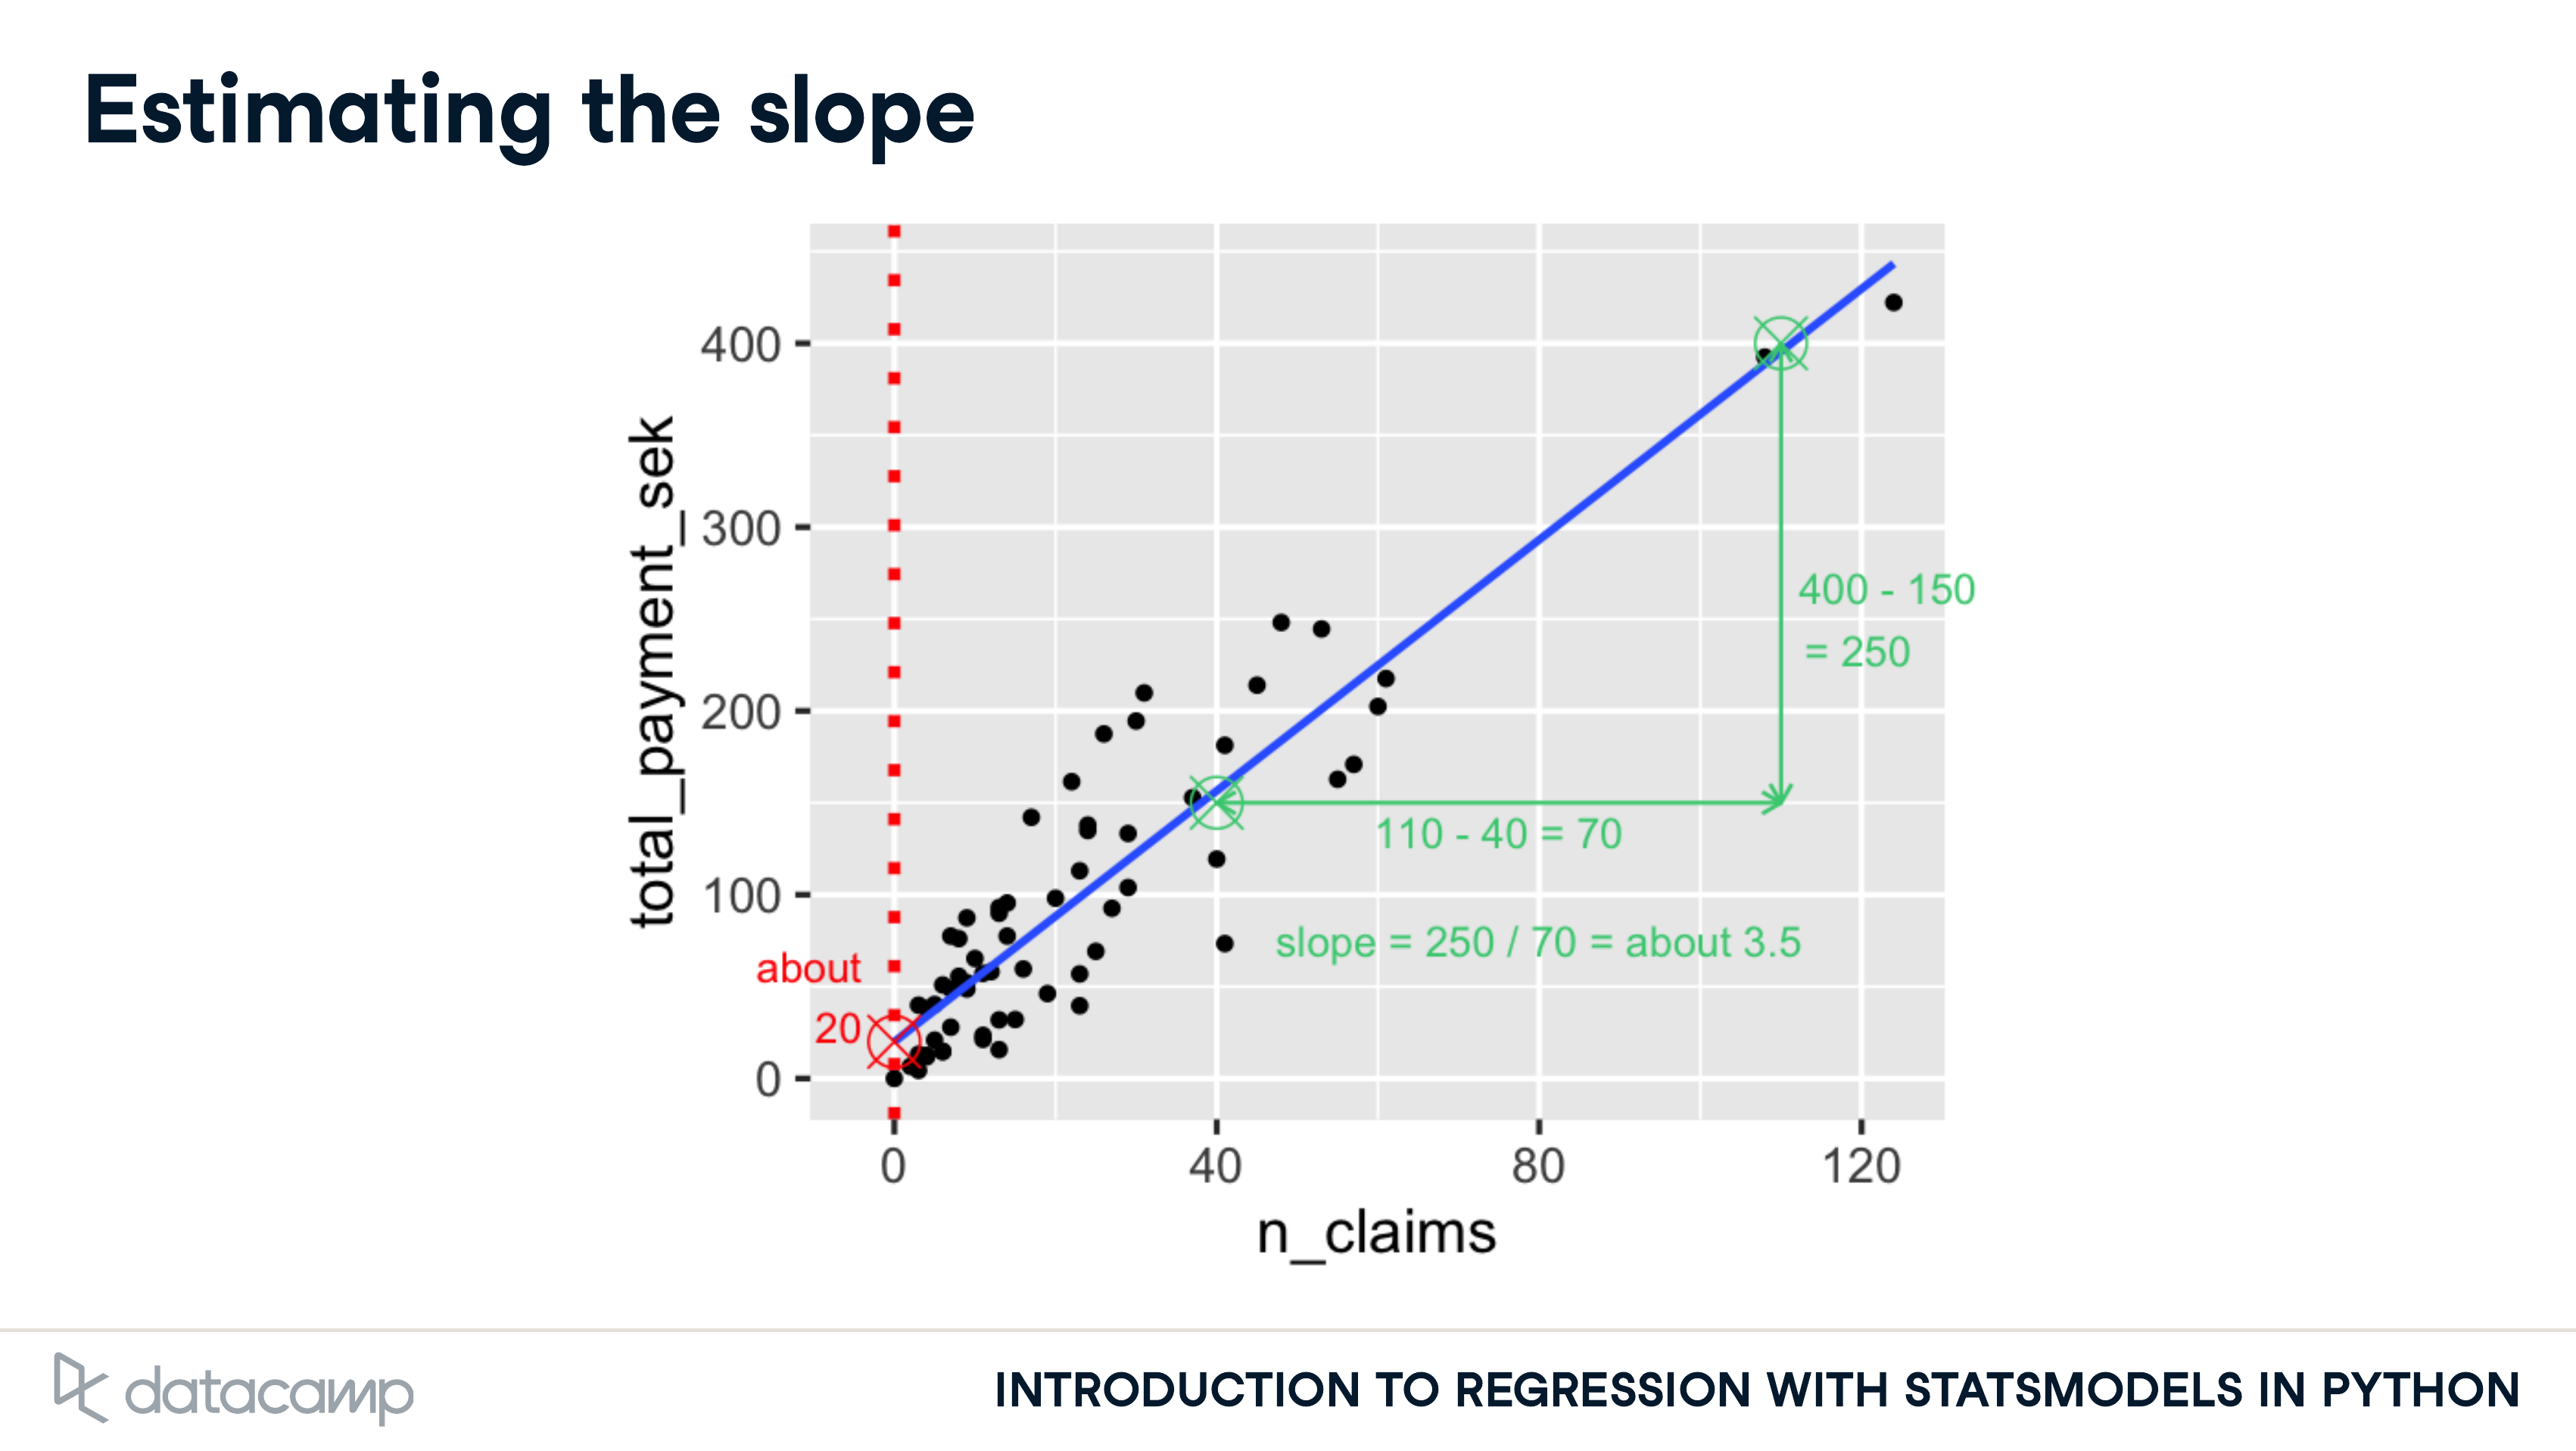 Estimating the slope
total_payment_sek
400
300
200
100
0
about
20
400 - 150
= 250
110 - 40 = 70
slope = 250 / 70 = about 3.5
0 40 80 120
n_claims
datacamp
INTRODUCTION TO REGRESSION WITH STATSMODELS IN PYTHON